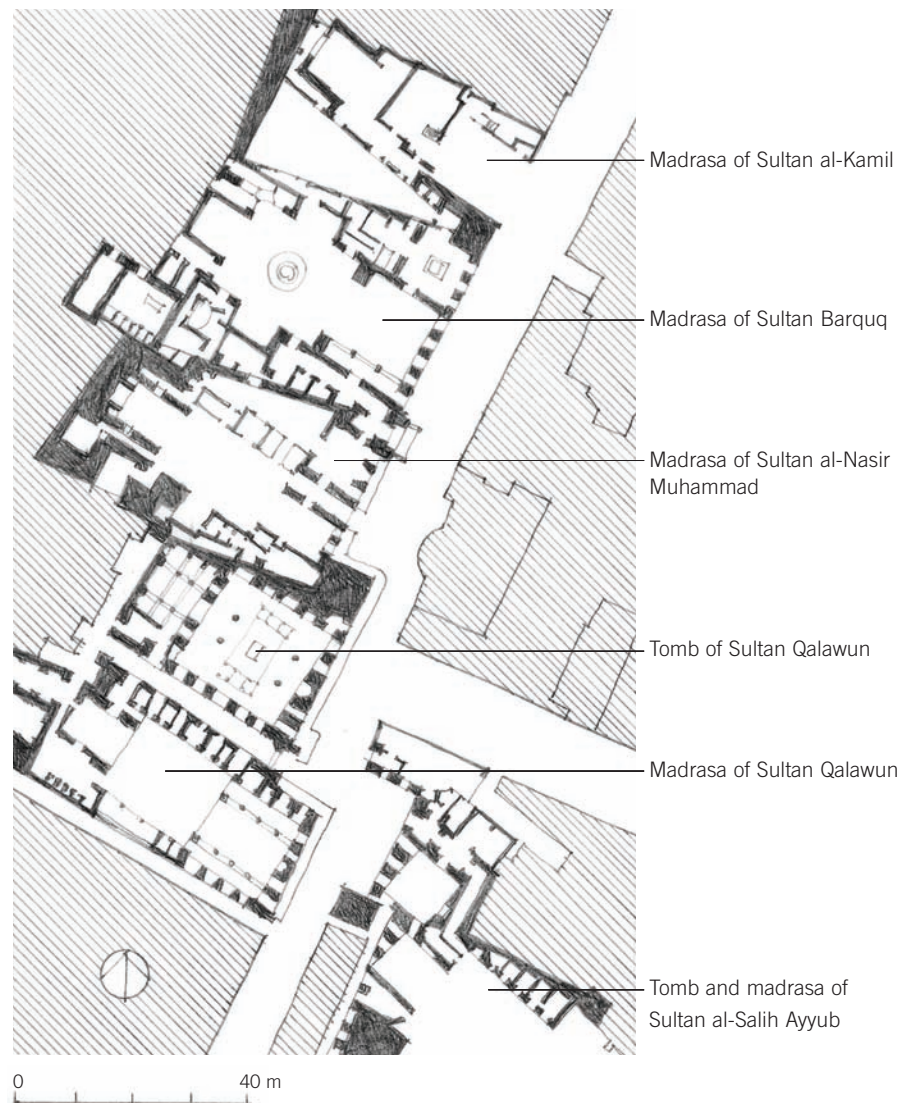 Madrasa of Sultan al-Kamil
Madrasa of Sultan Barquq
Madrasa of Sultan al-Nasir
Muhammad
Tomb of Sultan Qalawun
Madrasa of Sultan Qalawun
Tomb and madrasa of
Sultan al-Salih Ayyub
0 40 m